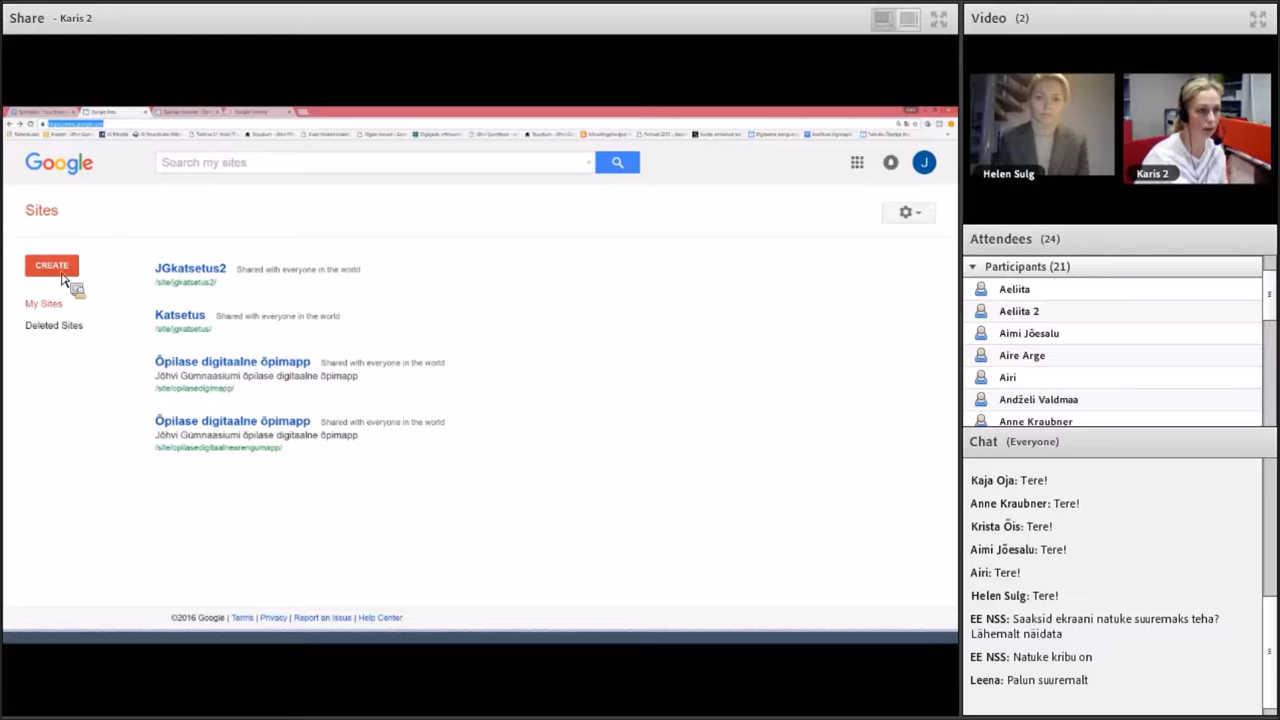 Share - Karis 2
Google
Search my sites
J
Sites
CREATE
My Sites
Deleted Sites
JGkatsetus2 Shared with everyone in the world
/site/jgkatsetus2/
Katsetus Shared with everyone in the world
/site/jgkatsetus/
Õpilase digitaalne õpimapp Shared with everyone in the world
Jõhvi Gümnaasiumi õpilase digitaalne õpimapp
/site/opilasedigimapp/
Õpilase digitaalne õpimapp Shared with everyone in the world
Jõhvi Gümnaasiumi õpilase digitaalne õpimapp
/site/opilasedigitaalnearengumapp/
©2016 Google | Terms | Privacy | Report an Issue | Help Center
Video (2)
Helen Sulg
Karis 2
Attendees (24)
Participants (21)
Aeliita
Aeliita 2
Aimi Jõesalu
Aire Arge
Airi
Andželi Valdmaa
Anne Kraubner
Chat (Everyone)
Kaja Oja: Tere!
Anne Kraubner: Tere!
Krista Õis: Tere!
Aimi Jõesalu: Tere!
Airi: Tere!
Helen Sulg: Tere!
EE NSS: Saaksid ekraani natuke suuremaks teha?
Lähemalt näidata
EE NSS: Natuke kribu on
Leena: Palun suuremalt